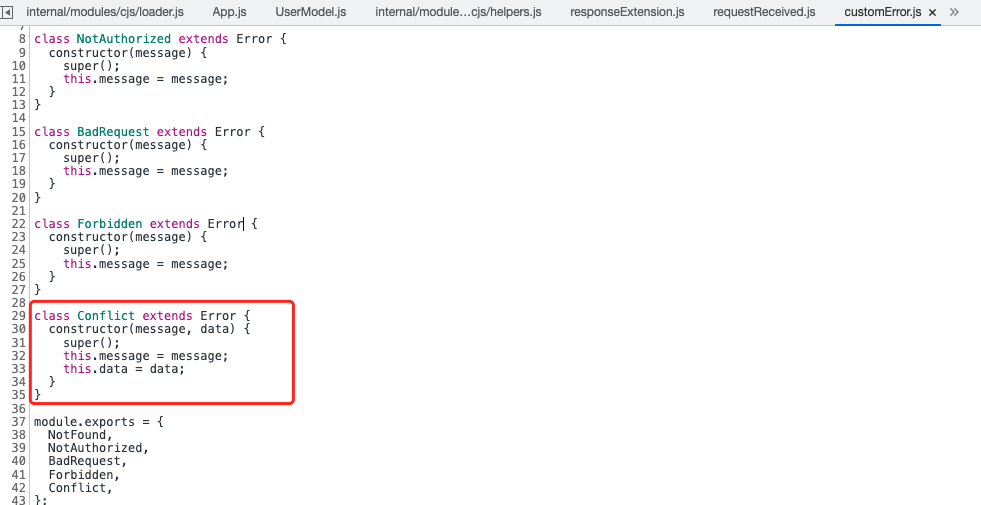 internal/modules/cjs/loader.js App.js UserModel.js internal/module…cjs/helpers.js responseExtension.js requestReceived.js customError.js × »
8 class NotAuthorized extends Error {
9 constructor(message) {
10 super();
11 this.message = message;
12 }
13 }
14
15 class BadRequest extends Error {
16 constructor(message) {
17 super();
18 this.message = message;
19 }
20 }
21
22 class Forbidden extends Error {
23 constructor(message) {
24 super();
25 this.message = message;
26 }
27 }
28
29 class Conflict extends Error {
30 constructor(message, data) {
31 super();
32 this.message = message;
33 this.data = data;
34 }
35 }
36
37 module.exports = {
38 NotFound,
39 NotAuthorized,
40 BadRequest,
41 Forbidden,
42 Conflict,
43 };